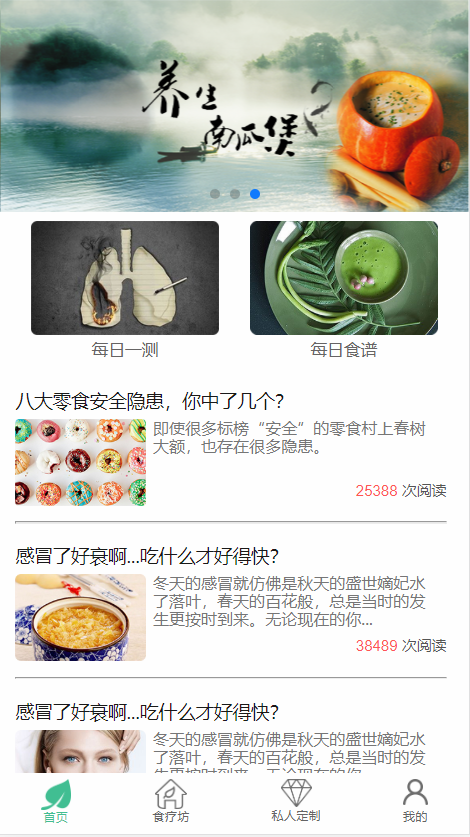 养生
南瓜煲
每日一测
每日食谱
八大零食安全隐患，你中了几个?
即使很多标榜“安全”的零食村上春树
大额，也存在很多隐患。
25388 次阅读
感冒了好衰啊...吃什么才好得快?
冬天的感冒就仿佛是秋天的盛世嫡妃水
了落叶，春天的百花般，总是当时的发
生更按时到来。无论现在的你...
38489 次阅读
感冒了好衰啊...吃什么才好得快?
冬天的感冒就仿佛是秋天的盛世嫡妃水
了落叶，春天的百花般，总是当时的发
生更按时到来。无论现在的你
首页
食疗坊
私人定制
我的